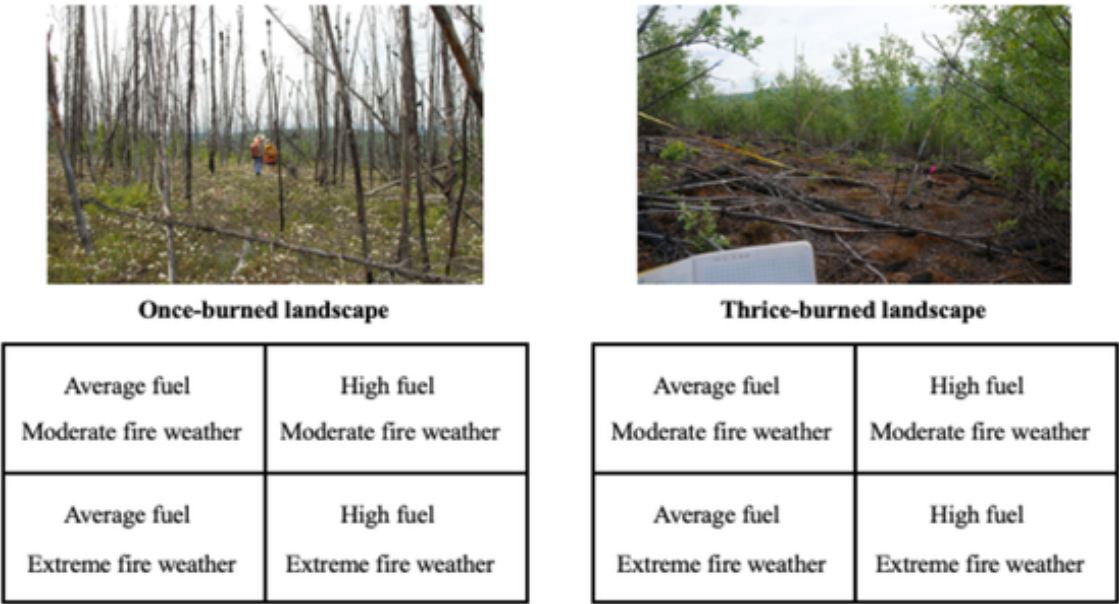 Once-burned landscape
Average fuel
Moderate fire weather
High fuel
Moderate fire weather
Average fuel
Extreme fire weather
High fuel
Extreme fire weather
Thrice-burned landscape
Average fuel
Moderate fire weather
High fuel
Moderate fire weather
Average fuel
Extreme fire weather
High fuel
Extreme fire weather